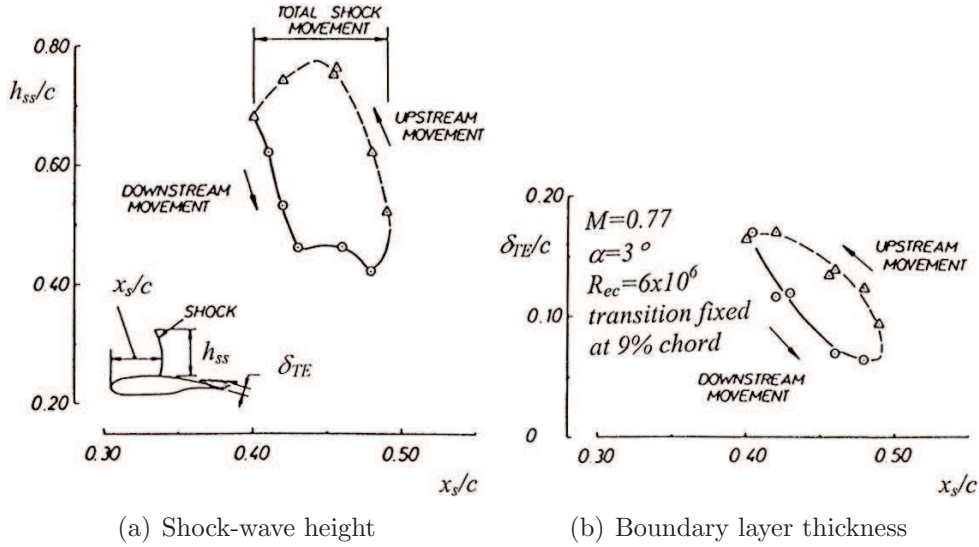 TOTAL SHOCK
MOVEMENT
0.80
h_ss/c
0.60
0.40
0.20
UPSTREAM
MOVEMENT
DOWNSTREAM
MOVEMENT
x_s/c
SHOCK
h_ss
δ_TE
0.30
0.40
0.50
x_s/c
(a) Shock-wave height
0.20
δ_TE/c
0.10
0
M=0.77
α=3°
R_ec=6x10^6
transition fixed
at 9% chord
UPSTREAM
MOVEMENT
DOWNSTREAM
MOVEMENT
0.30
0.40
0.50
x_s/c
(b) Boundary layer thickness